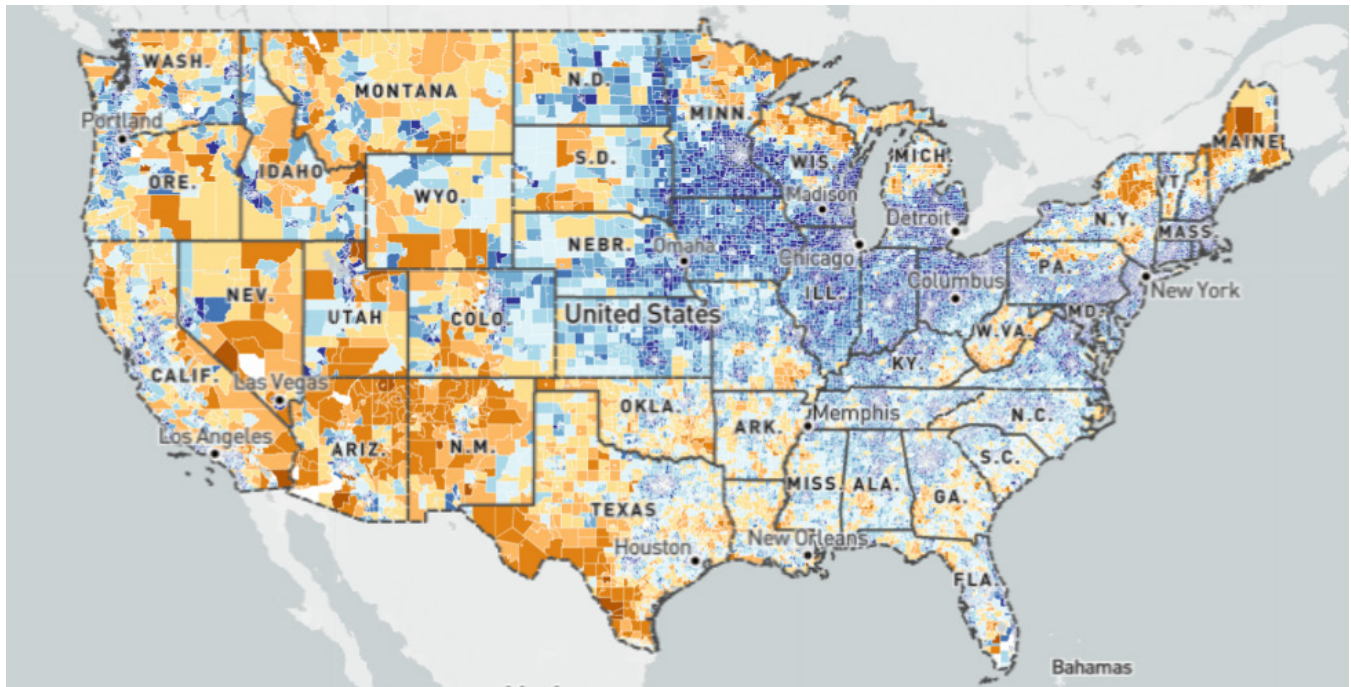 WASH.
MONTANA
N.D.
MINN.
Portland
ORE.
IDAHO
WYO.
S.D.
WIS.
MICH.
MAINE
VT.
N.Y.
MASS.
Madison
Detroit
NEBR.
Omaha
Chicago
PA.
New York
NEV.
UTAH
COLO.
United States
ILL.
Columbus
MD.
W.VA.
CALIF.
Las Vegas
KY.
Los Angeles
ARIZ.
N.M.
OKLA.
ARK.
Memphis
N.C.
S.C.
TEXAS
MISS.
ALA.
GA.
Houston
New Orleans
FLA.
Bahamas